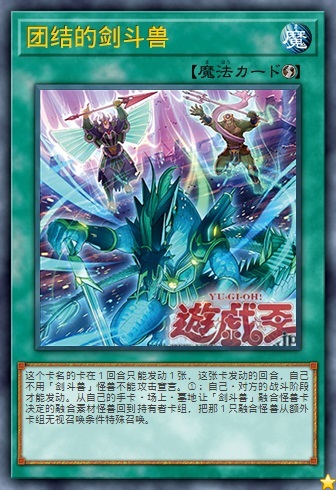 团结的剑斗兽
魔
【魔法カード】
YU-GI-OH!
遊戯王
这个卡名的卡在1回合只能发动1张，这张卡发动的回合，自己
不用「剑斗兽」怪兽不能攻击宣言。①：自己·对方的战斗阶段
才能发动。从自己的手卡·场上·墓地让「剑斗兽」融合怪兽卡
决定的融合素材怪兽回到持有者卡组，把那1只融合怪兽从额外
卡组无视召唤条件特殊召唤。